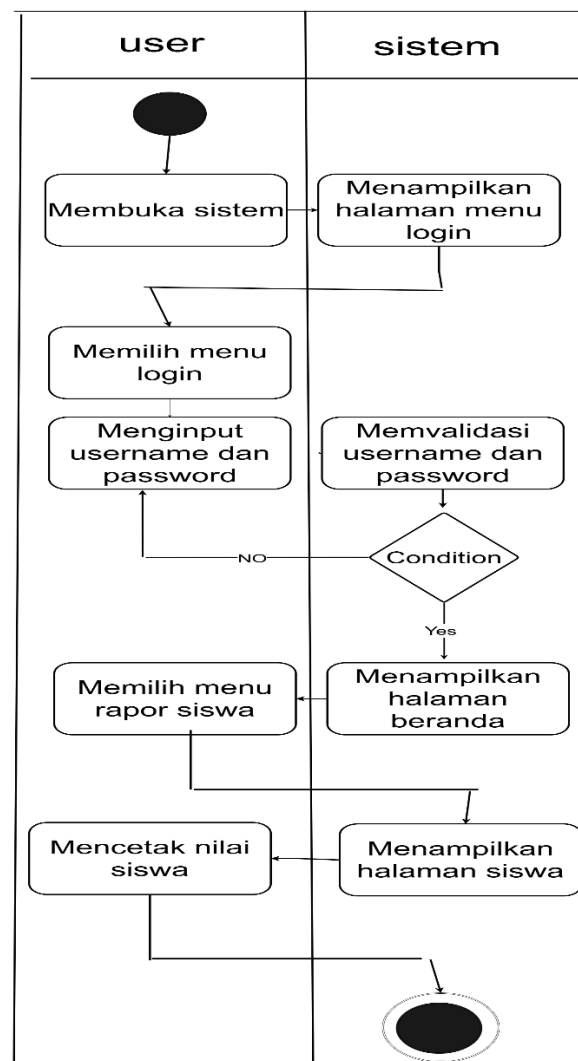 user
sistem
Membuka sistem
Menampilkan
halaman menu
login
Memilih menu
login
Menginput
username dan
password
Memvalidasi
username dan
password
NO
Condition
Yes
Memilih menu
rapor siswa
Menampilkan
halaman
beranda
Mencetak nilai
siswa
Menampilkan
halaman siswa